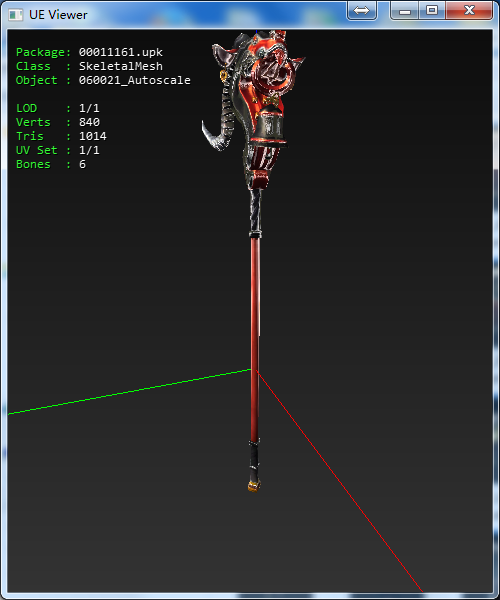 UE Viewer
Package: 00011161.upk
Class : SkeletalMesh
Object : 060021_Autoscale
LOD : 1/1
Verts : 840
Tris : 1014
UV Set : 1/1
Bones : 6